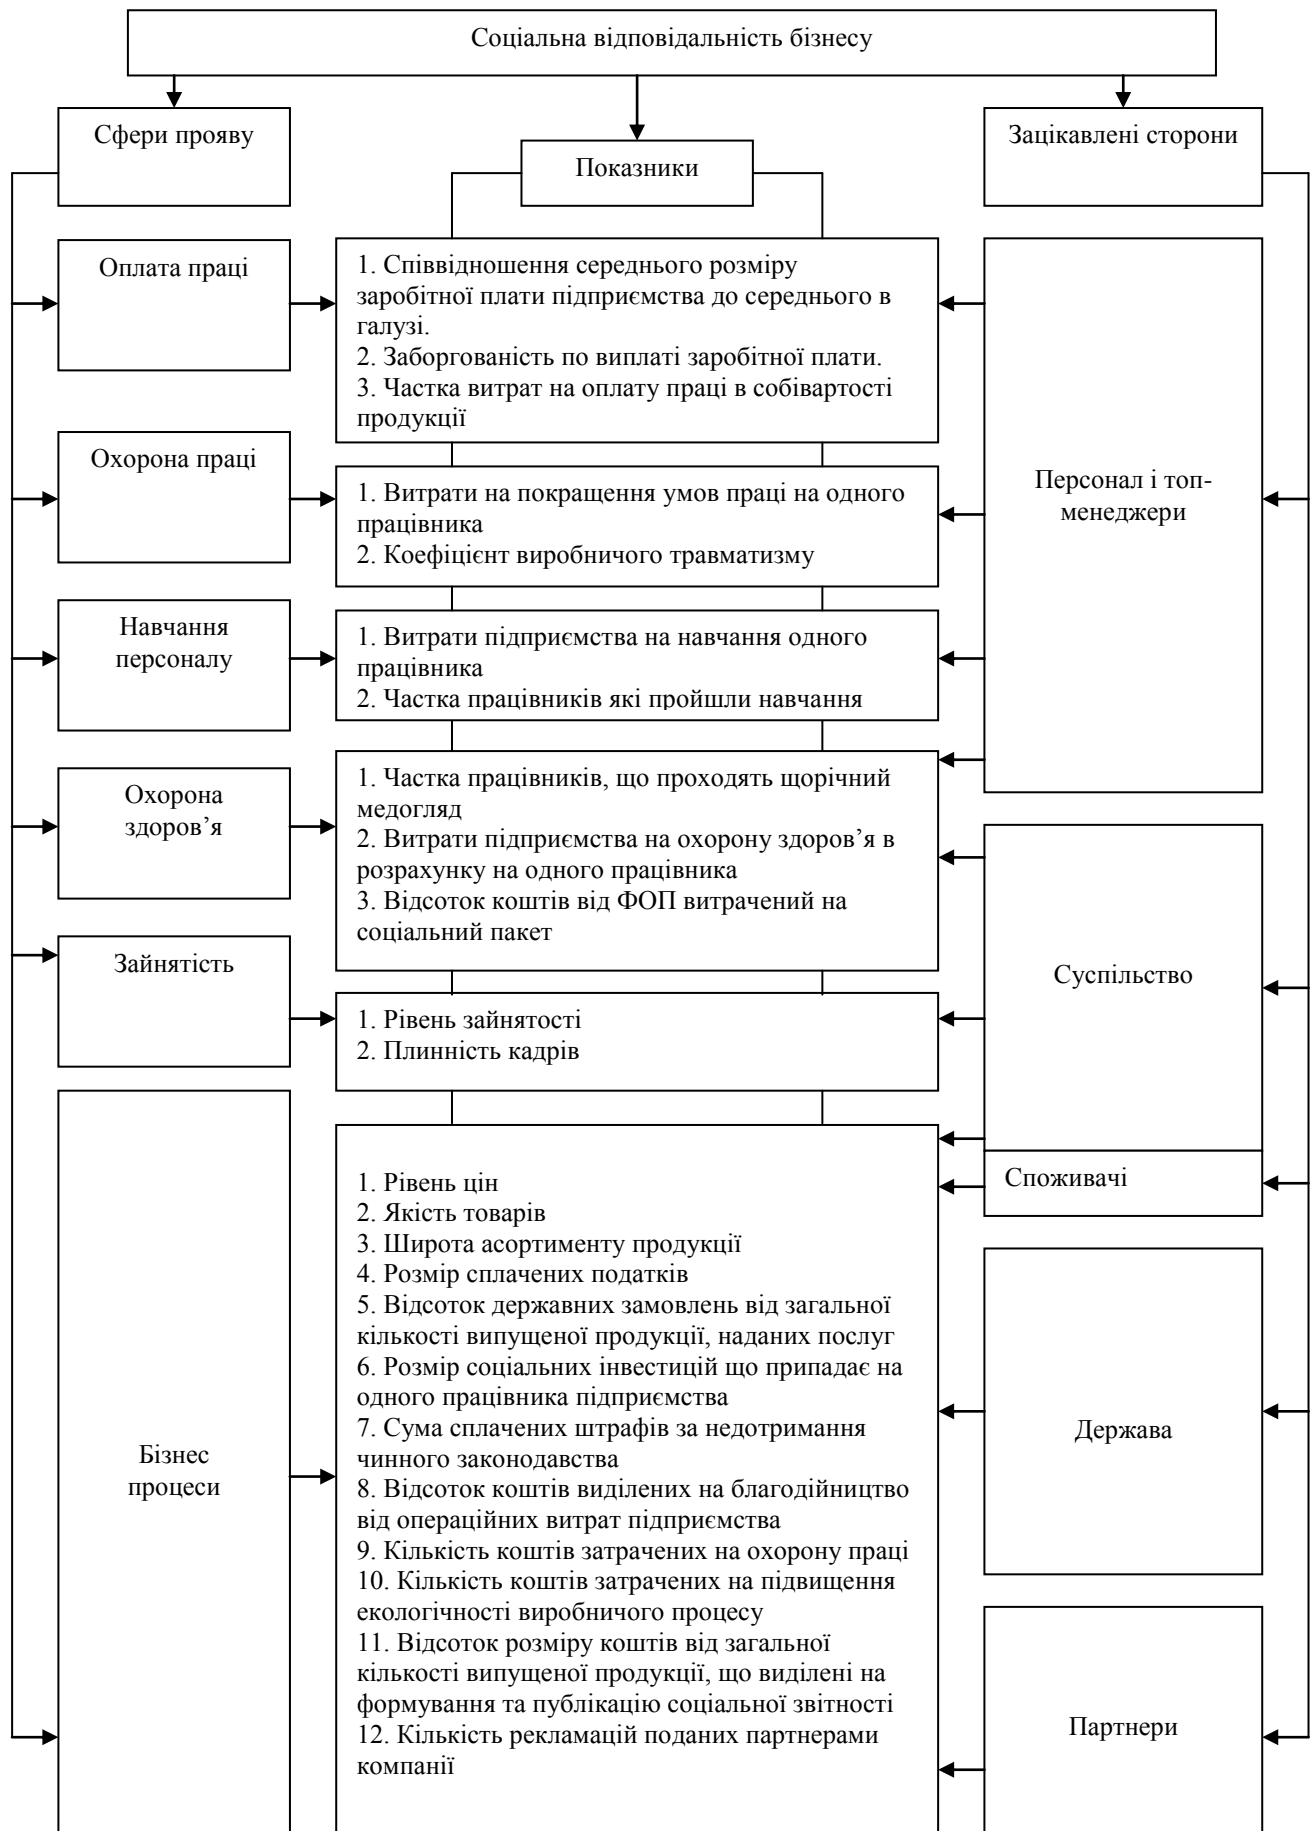 Соціальна відповідальність бізнесу
Сфери прояву
Показники
Зацікавлені сторони
Оплата праці
1. Співвідношення середнього розміру
заробітної плати підприємства до середнього в
галузі.
2. Заборгованість по виплаті заробітної плати.
3. Частка витрат на оплату праці в собівартості
продукції
Охорона праці
1. Витрати на покращення умов праці на одного
працівника
2. Коефіцієнт виробничого травматизму
Персонал і топ-
менеджери
Навчання
персоналу
1. Витрати підприємства на навчання одного
працівника
2. Частка працівників які пройшли навчання
Охорона
здоров’я
1. Частка працівників, що проходять щорічний
медогляд
2. Витрати підприємства на охорону здоров’я в
розрахунку на одного працівника
3. Відсоток коштів від ФОП витрачений на
соціальний пакет
Суспільство
Зайнятість
1. Рівень зайнятості
2. Плинність кадрів
Споживачі
Бізнес
процеси
1. Рівень цін
2. Якість товарів
3. Широта асортименту продукції
4. Розмір сплачених податків
5. Відсоток державних замовлень від загальної
кількості випущеної продукції, наданих послуг
6. Розмір соціальних інвестицій що припадає на
одного працівника підприємства
7. Сума сплачених штрафів за недотримання
чинного законодавства
8. Відсоток коштів виділених на благодійництво
від операційних витрат підприємства
9. Кількість коштів затрачених на охорону праці
10. Кількість коштів затрачених на підвищення
екологічності виробничого процесу
11. Відсоток розміру коштів від загальної
кількості випущеної продукції, що виділені на
формування та публікацію соціальної звітності
12. Кількість рекламацій поданих партнерами
компанії
Держава
Партнери